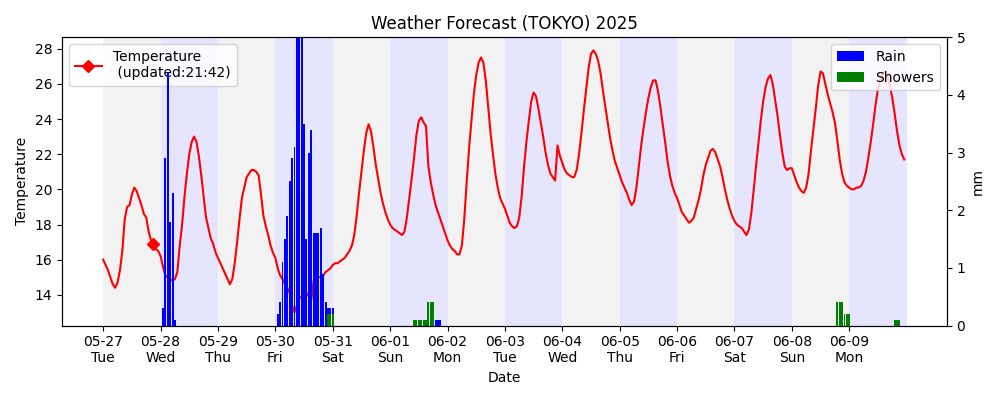 Weather Forecast (TOKYO) 2025
Temperature
(updated:21:42)
Rain
Showers
Temperature
28
26
24
22
20
18
16
14
5
4
3
2
1
0
mm
05-27 Tue
05-28 Wed
05-29 Thu
05-30 Fri
05-31 Sat
06-01 Sun
06-02 Mon
06-03 Tue
06-04 Wed
06-05 Thu
06-06 Fri
06-07 Sat
06-08 Sun
06-09 Mon
Date